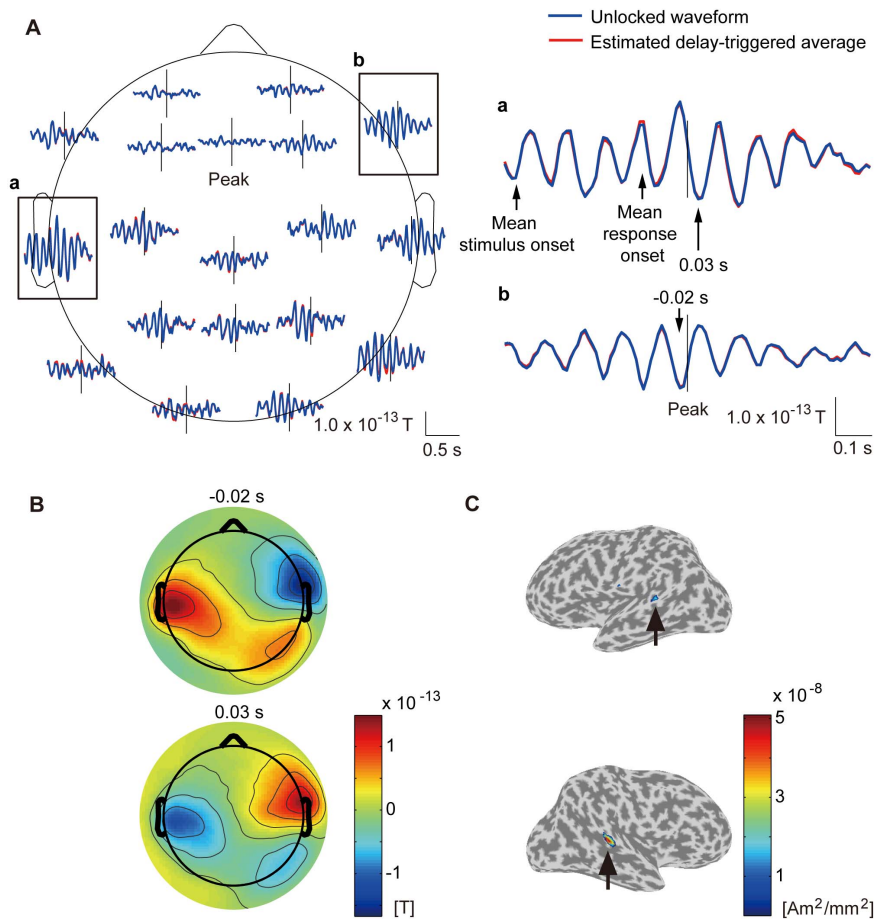 A
Unlocked waveform
Estimated delay-triggered average
b
a
Peak
1.0 x 10⁻¹³ T
0.5 s
a
Mean
stimulus onset
Mean
response
onset
0.03 s
b
-0.02 s
Peak
1.0 x 10⁻¹³ T
0.1 s
B
-0.02 s
0.03 s
x 10⁻¹³
1
0
-1
[T]
C
x 10⁻⁸
5
4
3
2
1
[Am²/mm²]